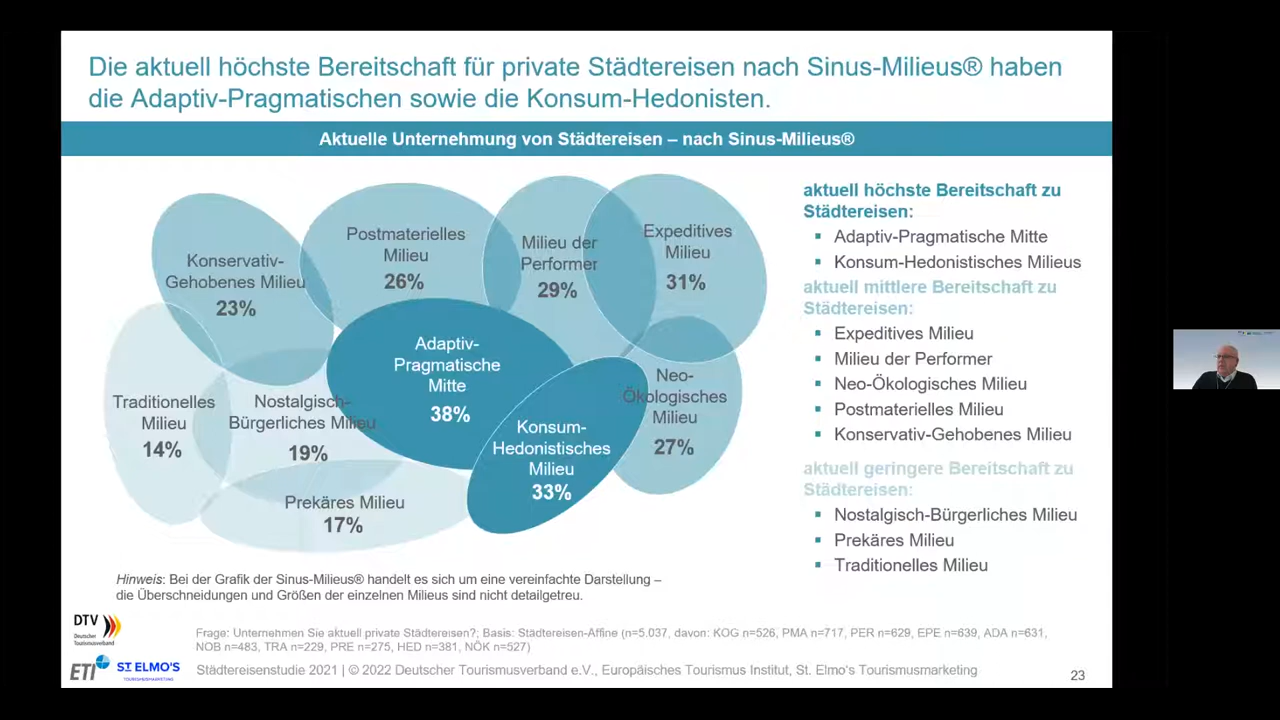 Die aktuell höchste Bereitschaft für private Städtereisen nach Sinus-Milieus® haben
die Adaptiv-Pragmatischen sowie die Konsum-Hedonisten.
Aktuelle Unternehmung von Städtereisen – nach Sinus-Milieus®
Konservativ-
Gehobenes Milieu
23%
Postmaterielles
Milieu
26%
Milieu der
Performer
29%
Expeditives
Milieu
31%
Traditionelles
Milieu
14%
Nostalgisch-
Bürgerliches Milieu
19%
Adaptiv-
Pragmatische
Mitte
38%
Konsum-
Hedonistisches
Milieu
33%
Neo-
Ökologisches
Milieu
27%
Prekäres Milieu
17%
aktuell höchste Bereitschaft zu
Städtereisen:
▪ Adaptiv-Pragmatische Mitte
▪ Konsum-Hedonistisches Milieus
aktuell mittlere Bereitschaft zu
Städtereisen:
▪ Expeditives Milieu
▪ Milieu der Performer
▪ Neo-Ökologisches Milieu
▪ Postmaterielles Milieu
▪ Konservativ-Gehobenes Milieu
aktuell geringere Bereitschaft zu
Städtereisen:
▪ Nostalgisch-Bürgerliches Milieu
▪ Prekäres Milieu
▪ Traditionelles Milieu
Hinweis: Bei der Grafik der Sinus-Milieus® handelt es sich um eine vereinfachte Darstellung –
die Überschneidungen und Größen der einzelnen Milieus sind nicht detailgetreu.
DTV
Deutscher
Tourismusverband
Frage: Unternehmen Sie aktuell private Städtereisen?; Basis: Städtereisen-Affine (n=5.037, davon: KOG n=526, PMA n=717, PER n=629, EPE n=639, ADA n=631,
NOB n=483, TRA n=229, PRE n=275, HED n=381, NÖK n=527)
ETI
ST ELMO'S
TOURISMUSMARKETING
Städtereisenstudie 2021 | © 2022 Deutscher Tourismusverband e.V., Europäisches Tourismus Institut, St. Elmo's Tourismusmarketing
23